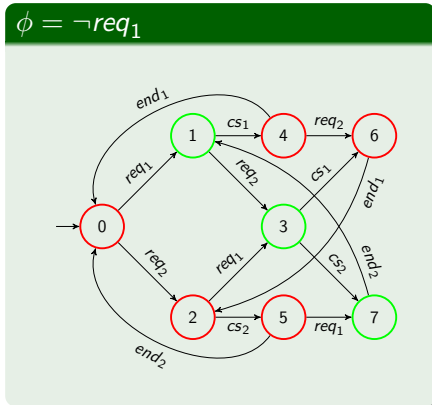 ϕ = ¬req₁
end₁
1 cs₁ 4 req₂ 6
req₁ req₂ cs₁ end₁
0 3
req₂ req₁ cs₂ end₂
2 cs₂ 5 req₁ 7
end₂